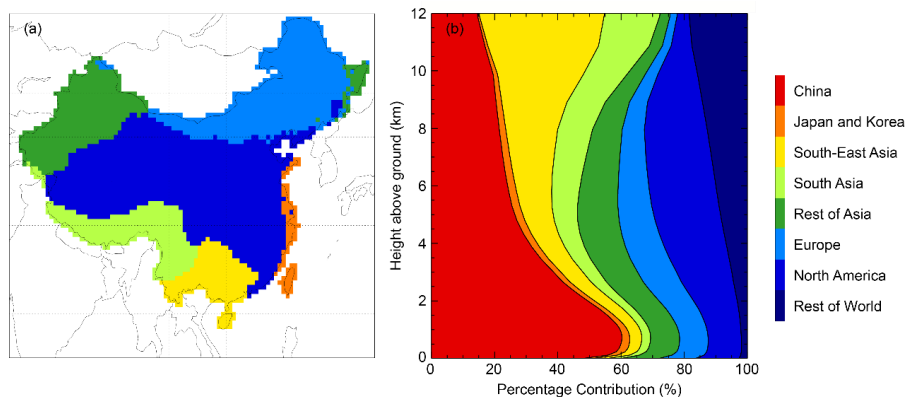 (a)
(b)
12
10
8
6
4
2
0
Height above ground (km)
0 20 40 60 80 100
Percentage Contribution (%)
China
Japan and Korea
South-East Asia
South Asia
Rest of Asia
Europe
North America
Rest of World